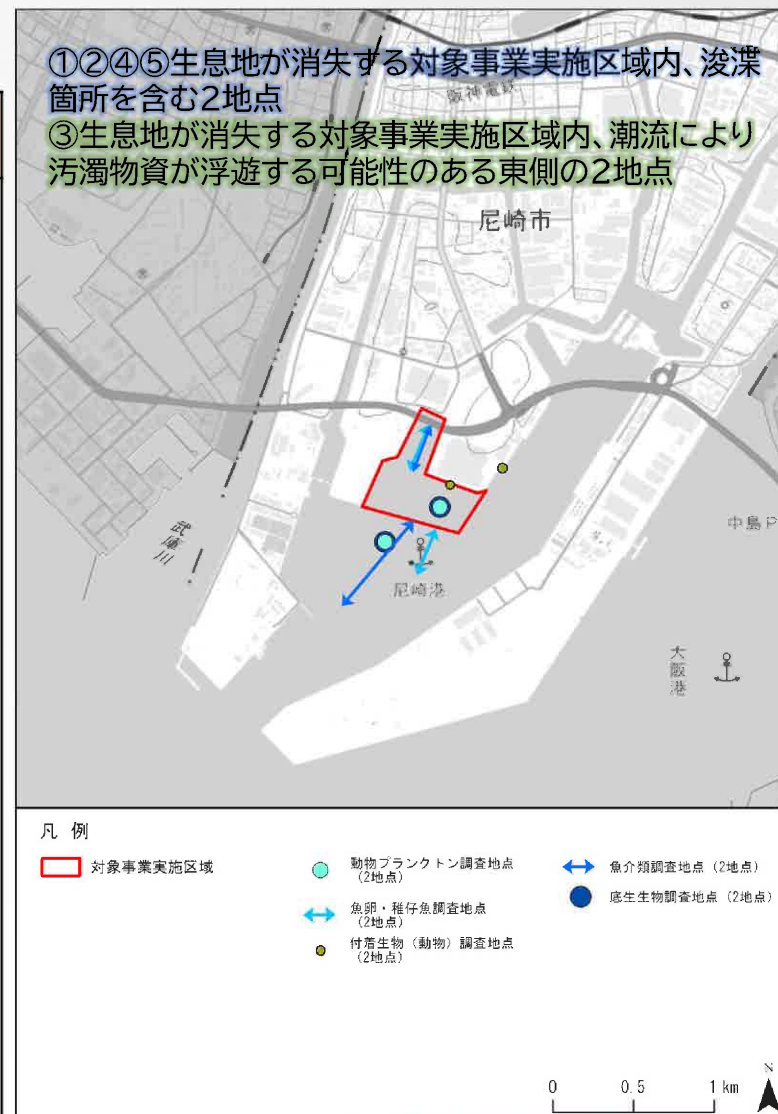 ①②④⑤生息地が消失する対象事業実施区域内、浚渫
箇所を含む2地点
③生息地が消失する対象事業実施区域内、潮流により
汚濁物資が浮遊する可能性のある東側の2地点
阪神電鉄
尼崎市
武庫川
中島P
尼崎港
大阪港
凡 例
対象事業実施区域
動物プランクトン調査地点
(2地点)
魚卵・稚仔魚調査地点
(2地点)
付着生物(動物)調査地点
(2地点)
魚介類調査地点(2地点)
底生生物調査地点(2地点)
0 0.5 1 km
N